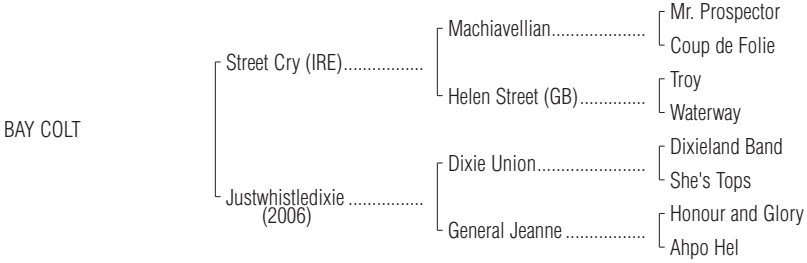 Mr. Prospector
Machiavellian....................
Coup de Folie
Street Cry (IRE).................
Troy
Helen Street (GB)..............
Waterway
BAY COLT
Dixieland Band
Dixie Union.......................
She's Tops
Justwhistledixie ................
(2006)
Honour and Glory
General Jeanne .................
Ahpo Hel